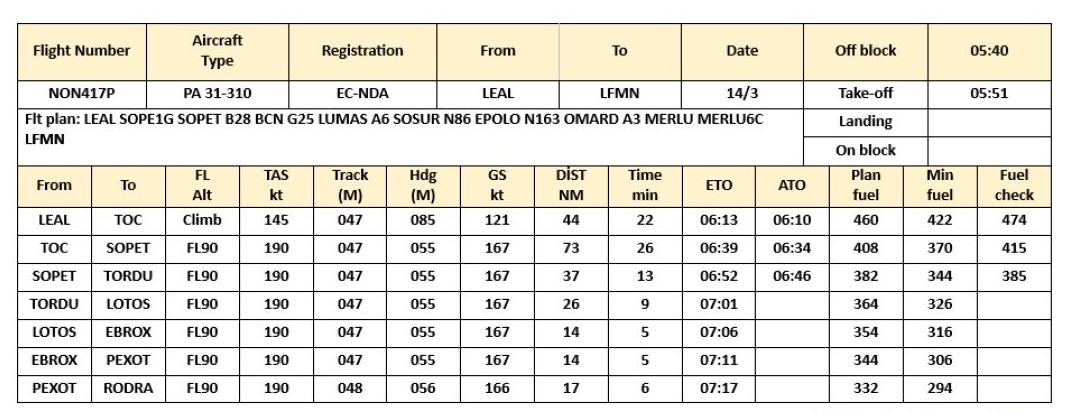 Flight Number Aircraft Type Registration From To Date Off block 05:40
NON417P PA 31-310 EC-NDA LEAL LFMN 14/3 Take-off 05:51
Flt plan: LEAL SOPE1G SOPET B28 BCN G25 LUMAS A6 SOSUR N86 EPOLO N163 OMARD A3 MERLU MERLU6C
LFMN
Landing
On block
From To FL Alt TAS kt Track (M) Hdg (M) GS kt DİST NM Time min ETO ATO Plan fuel Min fuel Fuel check
LEAL TOC Climb 145 047 085 121 44 22 06:13 06:10 460 422 474
TOC SOPET FL90 190 047 055 167 73 26 06:39 06:34 408 370 415
SOPET TORDU FL90 190 047 055 167 37 13 06:52 06:46 382 344 385
TORDU LOTOS FL90 190 047 055 167 26 9 07:01 364 326
LOTOS EBROX FL90 190 047 055 167 14 5 07:06 354 316
EBROX PEXOT FL90 190 047 055 167 14 5 07:11 344 306
PEXOT RODRA FL90 190 048 056 166 17 6 07:17 332 294